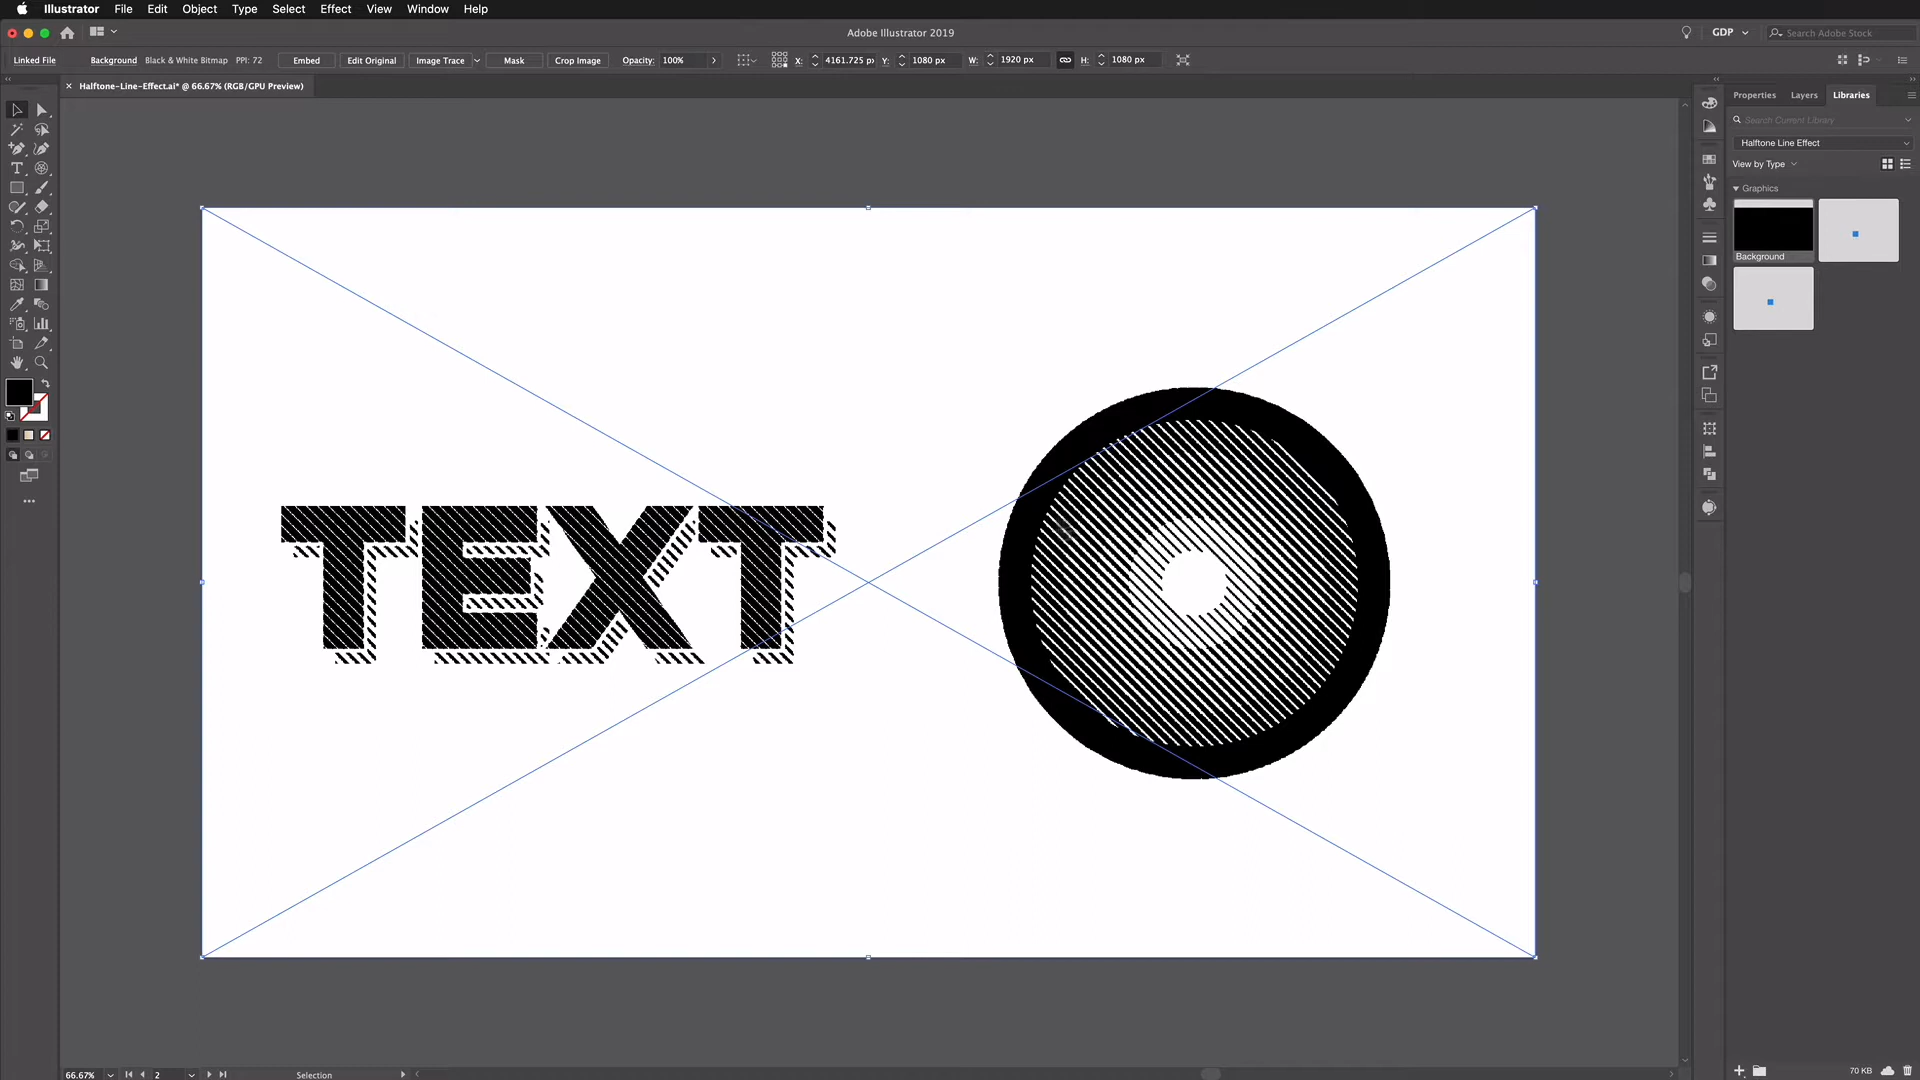 Illustrator File Edit Object Type Select Effect View Window Help
Adobe Illustrator 2019
GDP
Search Adobe Stock
Linked File Background Black & White Bitmap PPI: 72 Embed Edit Original Image Trace Mask Crop Image Opacity: 100% X: 4161.725 px Y: 1080 px W: 1920 px H: 1080 px
× Halftone-Line-Effect.ai* @ 66.67% (RGB/GPU Preview)
Properties Layers Libraries
Search Current Library
Halftone Line Effect
View by Type
Graphics
Background
TEXT
66.67% 2 Selection
70 KB